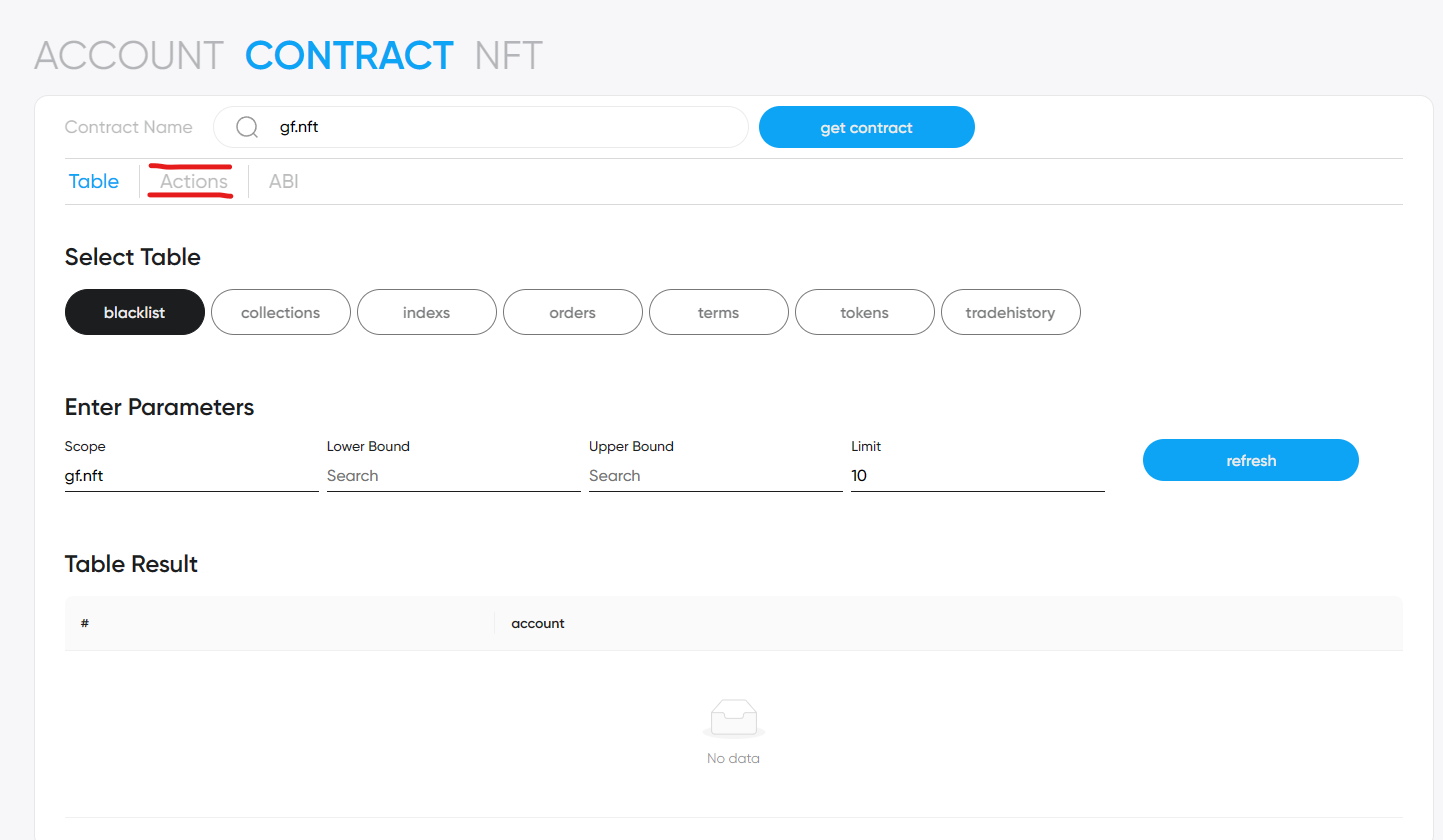 ACCOUNT CONTRACT NFT
Contract Name gf.nft get contract
Table Actions ABI
Select Table
blacklist collections indexs orders terms tokens tradehistory
Enter Parameters
Scope Lower Bound Upper Bound Limit
gf.nft Search Search 10 refresh
Table Result
# account
No data